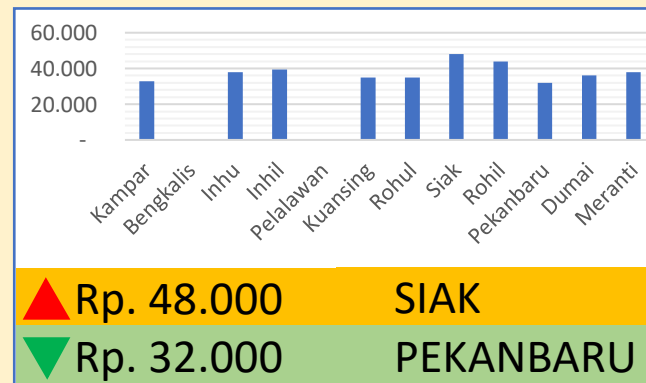 60.000
40.000
20.000
-
Kampar
Bengkalis
Inhu
Inhil
Pelalawan
Kuansing
Rohul
Siak
Rohil
Pekanbaru
Dumai
Meranti
Rp. 48.000 SIAK
Rp. 32.000 PEKANBARU